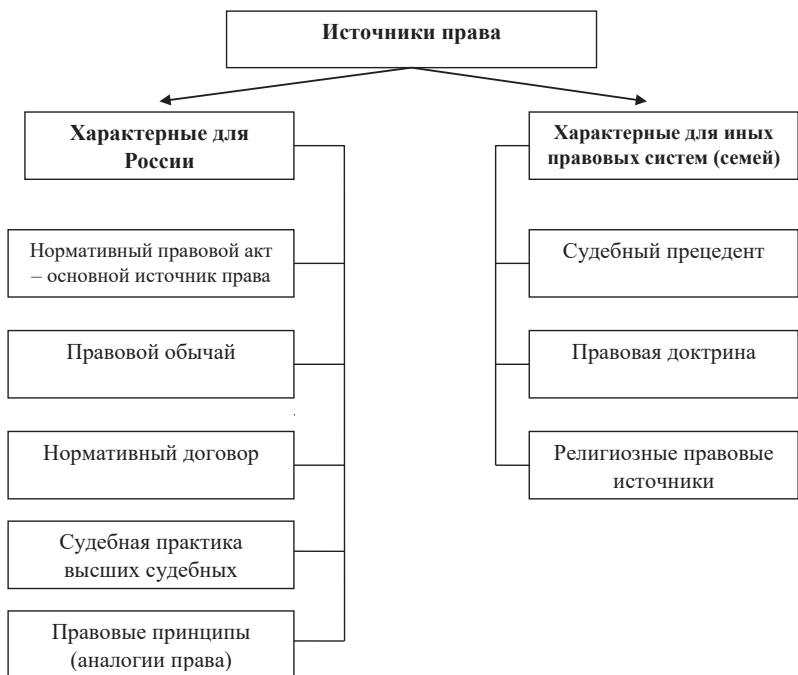 Источники права
Характерные для
России
Нормативный правовой акт
– основной источник права
Правовой обычай
Нормативный договор
Судебная практика
высших судебных
Правовые принципы
(аналогии права)
Характерные для иных
правовых систем (семей)
Судебный прецедент
Правовая доктрина
Религиозные правовые
источники